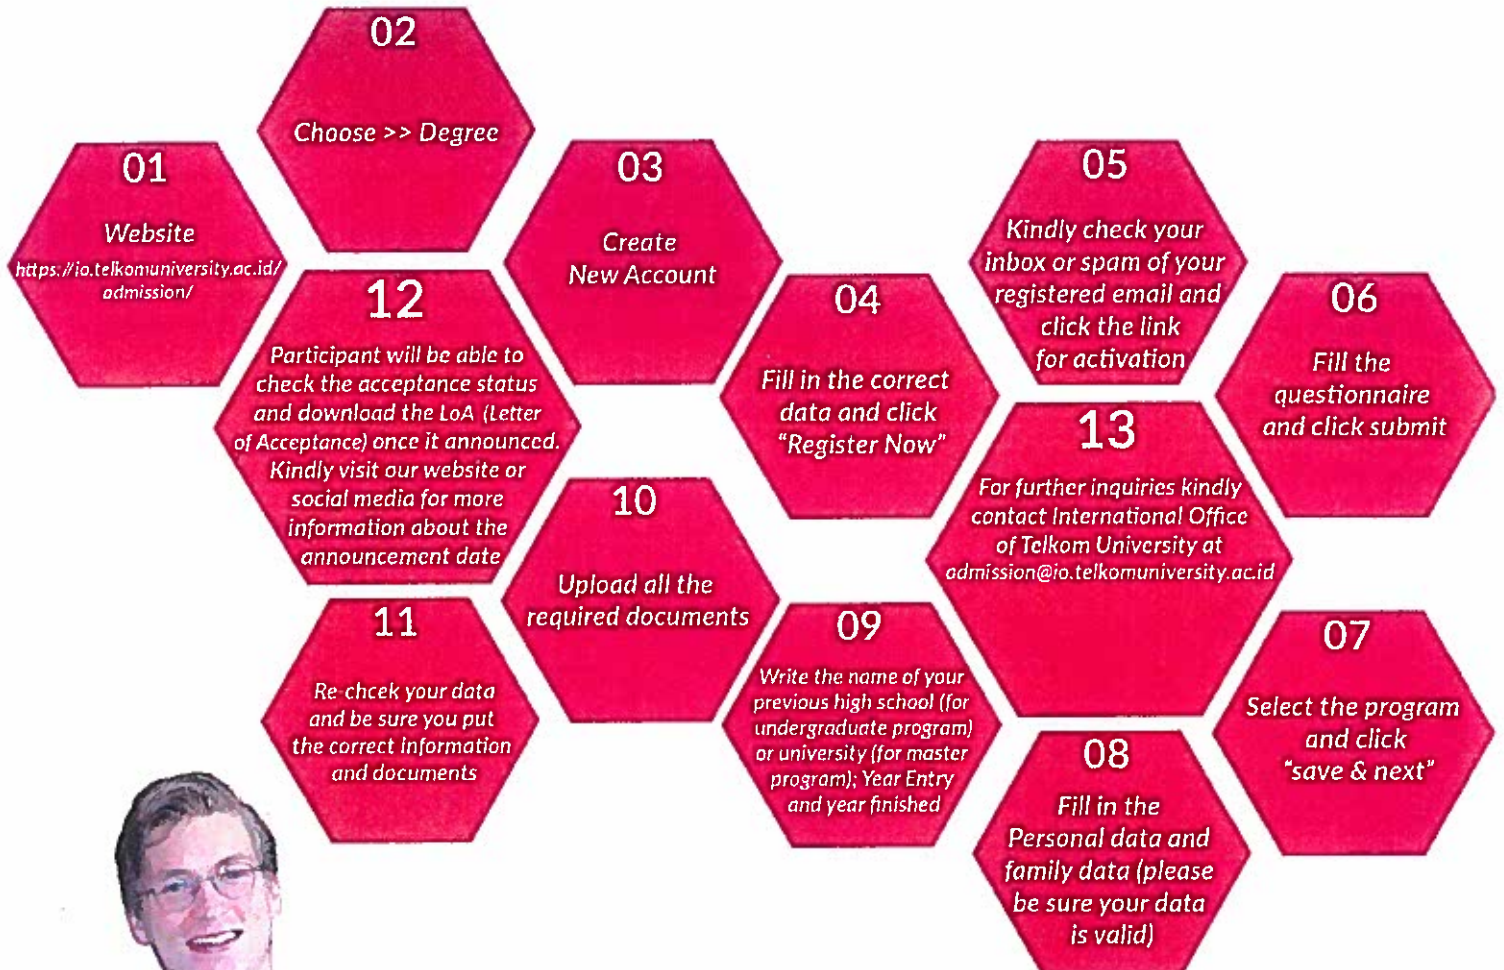 01
Website
https://io.telkomuniversity.ac.id/
admission/
02
Choose >> Degree
03
Create
New Account
04
Fill in the correct
data and click
"Register Now"
05
Kindly check your
inbox or spam of your
registered email and
click the link
for activation
06
Fill the
questionnaire
and click submit
07
Select the program
and click
"save & next"
08
Fill in the
Personal data and
family data (please
be sure your data
is valid)
09
Write the name of your
previous high school (for
undergraduate program)
or university (for master
program); Year Entry
and year finished
10
Upload all the
required documents
11
Re-chcek your data
and be sure you put
the correct information
and documents
12
Participant will be able to
check the acceptance status
and download the LoA (Letter
of Acceptance) once it announced.
Kindly visit our website or
social media for more
information about the
announcement date
13
For further inquiries kindly
contact International Office
of Telkom University at
admission@io.telkomuniversity.ac.id